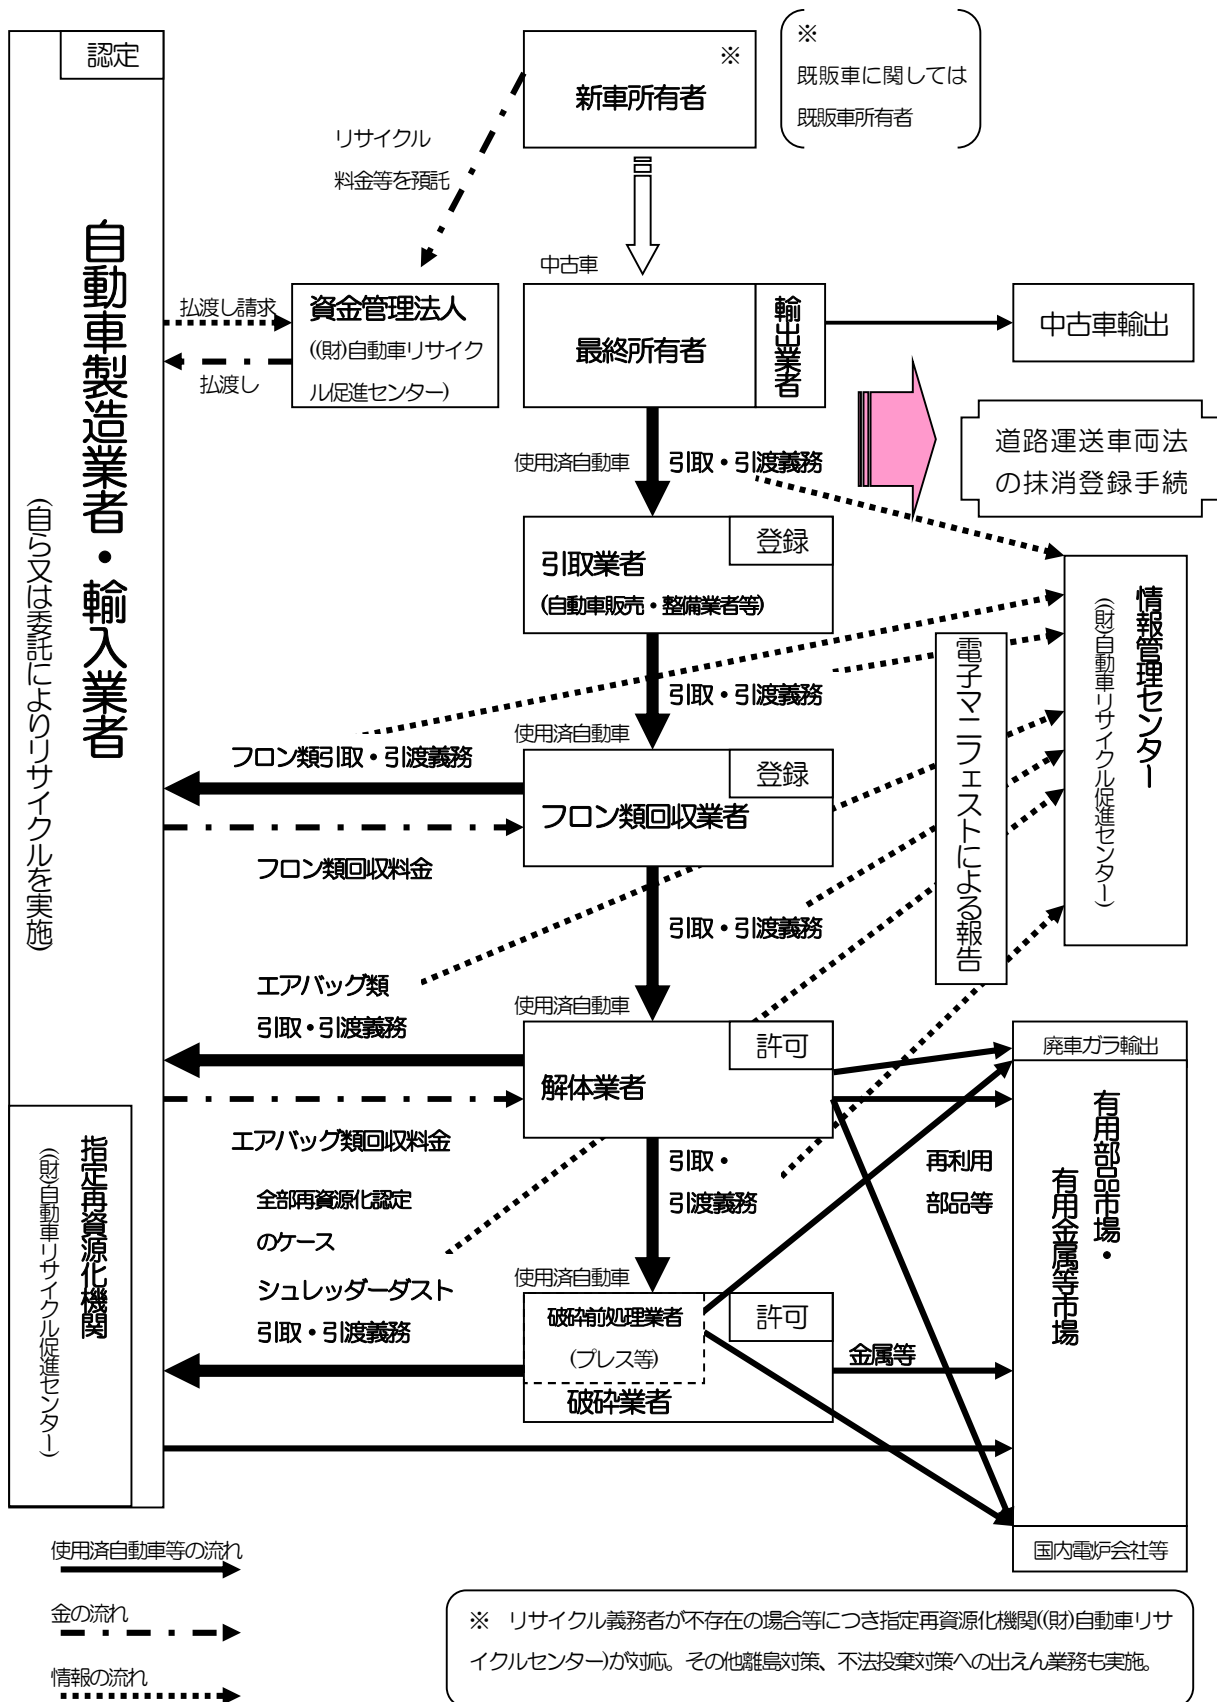 認定
自動車製造業者・輸入業者
(自ら又は委託によりリサイクルを実施)
※
新車所有者
※
既販車に関しては
既販車所有者
リサイクル
料金等を預託
中古車
払渡し請求
払渡し
資金管理法人
((財)自動車リサイク
ル促進センター)
最終所有者
輸出業者
中古車輸出
道路運送車両法
の抹消登録手続
使用済自動車
引取・引渡義務
登録
引取業者
(自動車販売・整備業者等)
情報管理センター
((財)自動車リサイクル促進センター)
電子マニフェストによる報告
引取・引渡義務
使用済自動車
フロン類引取・引渡義務
登録
フロン類回収業者
フロン類回収料金
引取・引渡義務
エアバッグ類
引取・引渡義務
使用済自動車
許可
解体業者
廃車ガラ輸出
有用部品市場・
有用金属等市場
エアバッグ類回収料金
引取・
引渡義務
再利用
部品等
指定再資源化機関
((財)自動車リサイクル促進センター)
全部再資源化認定
のケース
シュレッダーダスト
引取・引渡義務
使用済自動車
破砕前処理業者
(プレス等)
許可
破砕業者
金属等
国内電炉会社等
使用済自動車等の流れ
金の流れ
情報の流れ
※　リサイクル義務者が不存在の場合等につき指定再資源化機関((財)自動車リサ
イクルセンター)が対応。その他離島対策、不法投棄対策への出えん業務も実施。